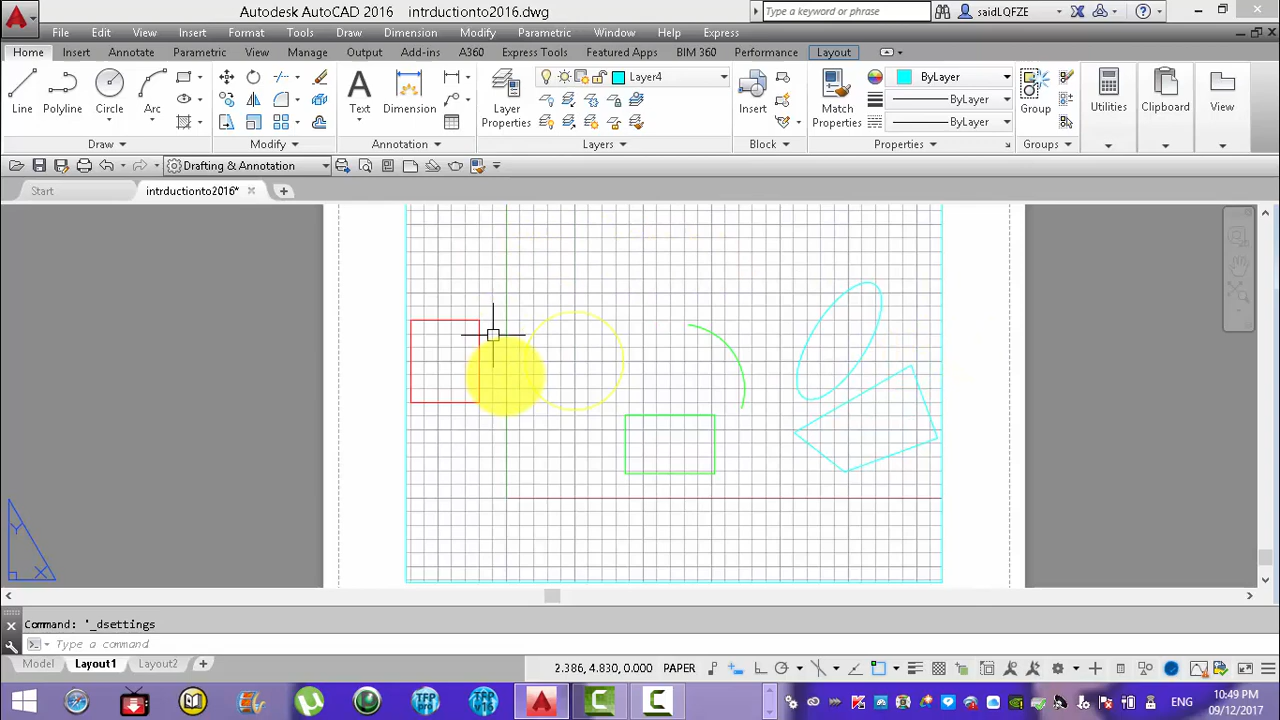 Autodesk AutoCAD 2016 intrductionto2016.dwg
Type a keyword or phrase
saidLQFZE
File Edit View Insert Format Tools Draw Dimension Modify Parametric Window Help Express
Home Insert Annotate Parametric View Manage Output Add-ins A360 Express Tools Featured Apps BIM 360 Performance Layout
Layer4
ByLayer
ByLayer
ByLayer
Line Polyline Circle Arc
Text Dimension
Layer Properties
Insert
Match Properties
Group
Utilities Clipboard View
Draw Modify Annotation Layers Block Properties Groups
Drafting & Annotation
Start intrductionto2016*
Y
X
Command: '_dsettings
Type a command
Model Layout1 Layout2
2.386, 4.830, 0.000 PAPER
TFP TFP
ENG
10:49 PM
09/12/2017